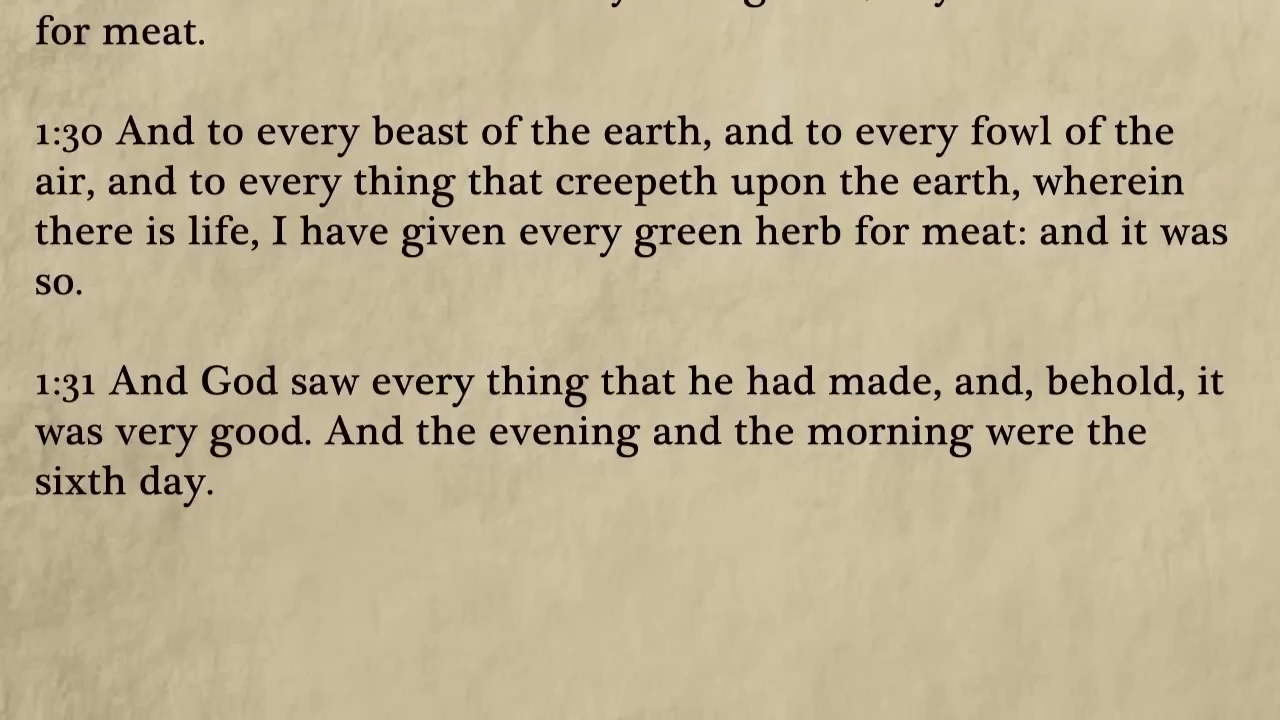 for meat.
1:30 And to every beast of the earth, and to every fowl of the
air, and to every thing that creepeth upon the earth, wherein
there is life, I have given every green herb for meat: and it was
so.
1:31 And God saw every thing that he had made, and, behold, it
was very good. And the evening and the morning were the
sixth day.